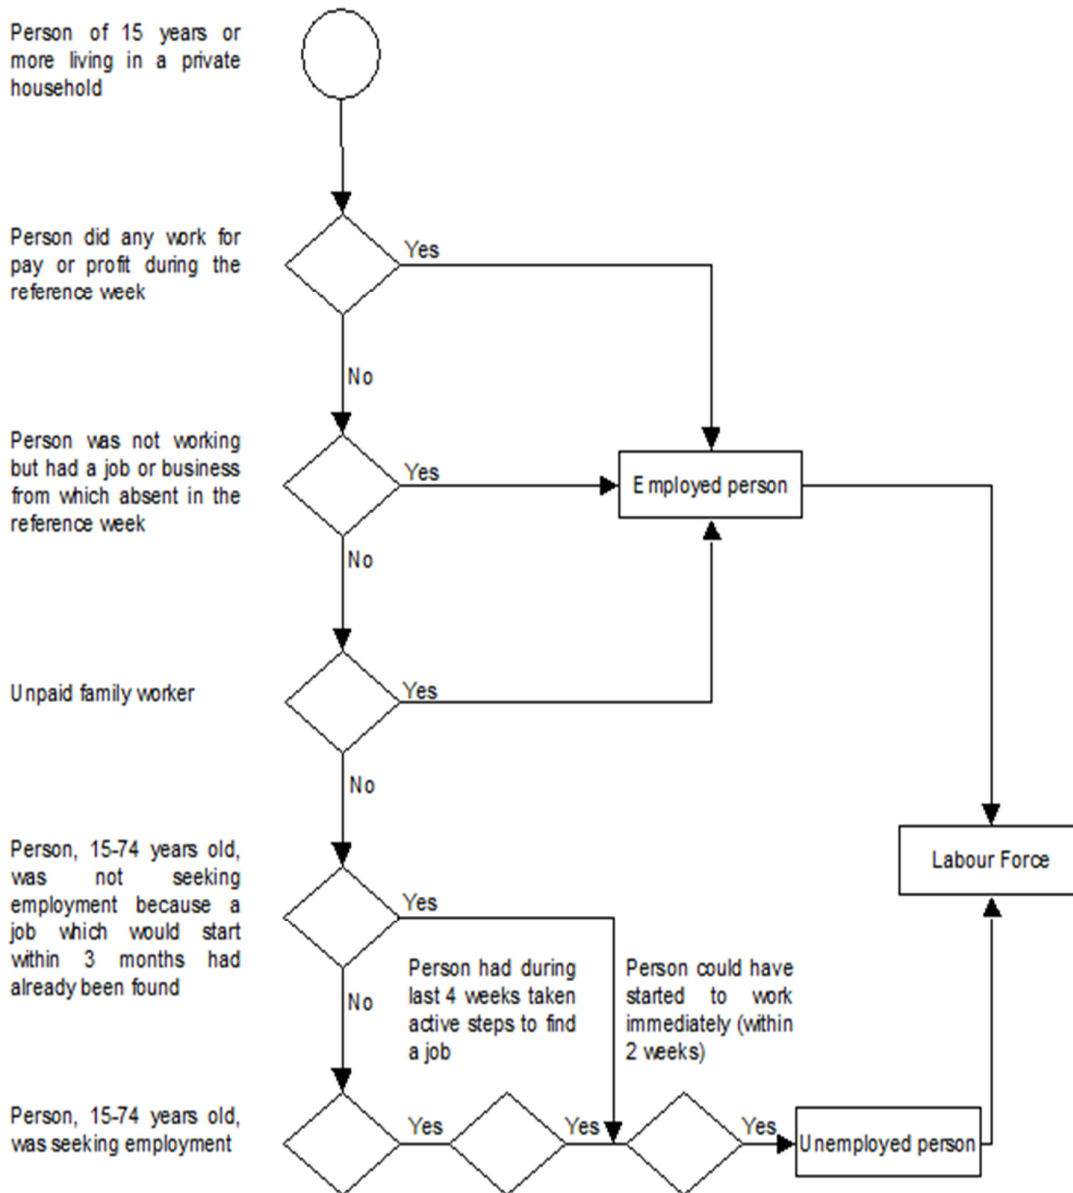 Person of 15 years or
more living in a private
household
Person did any work for
pay or profit during the
reference week
Yes
No
Person was not working
but had a job or business
from which absent in the
reference week
Yes
Employed person
No
Unpaid family worker
Yes
No
Person, 15-74 years old,
was not seeking
employment because a
job which would start
within 3 months had
already been found
Yes
Labour Force
No
Person had during
last 4 weeks taken
active steps to find
a job
Person could have
started to work
immediately (within
2 weeks)
Person, 15-74 years old,
was seeking employment
Yes
Yes
Yes
Unemployed person